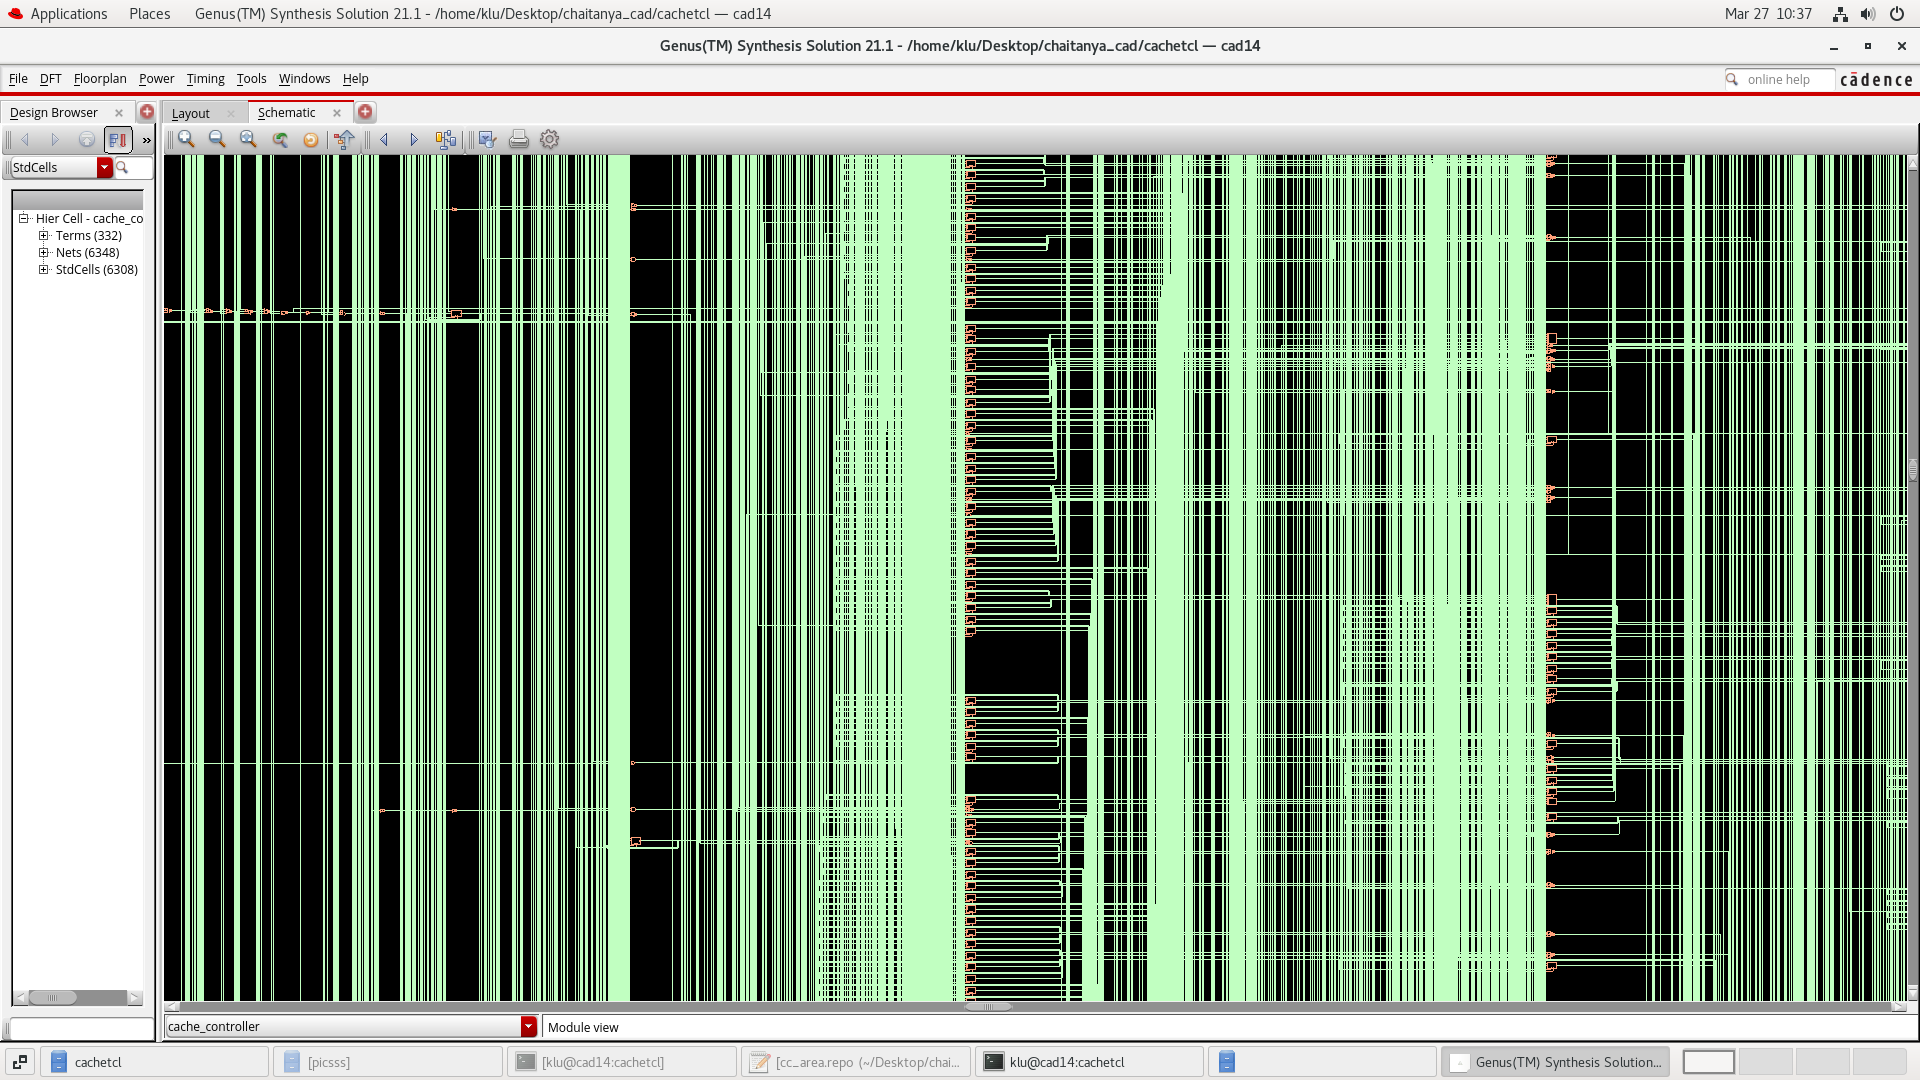 Applications Places Genus(TM) Synthesis Solution 21.1 - /home/klu/Desktop/chaitanya_cad/cachetcl — cad14 Mar 27 10:37
Genus(TM) Synthesis Solution 21.1 - /home/klu/Desktop/chaitanya_cad/cachetcl — cad14
File DFT Floorplan Power Timing Tools Windows Help online help cādence
Design Browser Layout Schematic
»
StdCells
Hier Cell - cache_co
Terms (332)
Nets (6348)
StdCells (6308)
cache_controller Module view
cachetcl [picsss] [klu@cad14:cachetcl] [cc_area.repo (~/Desktop/chai... klu@cad14:cachetcl Genus(TM) Synthesis Solution...